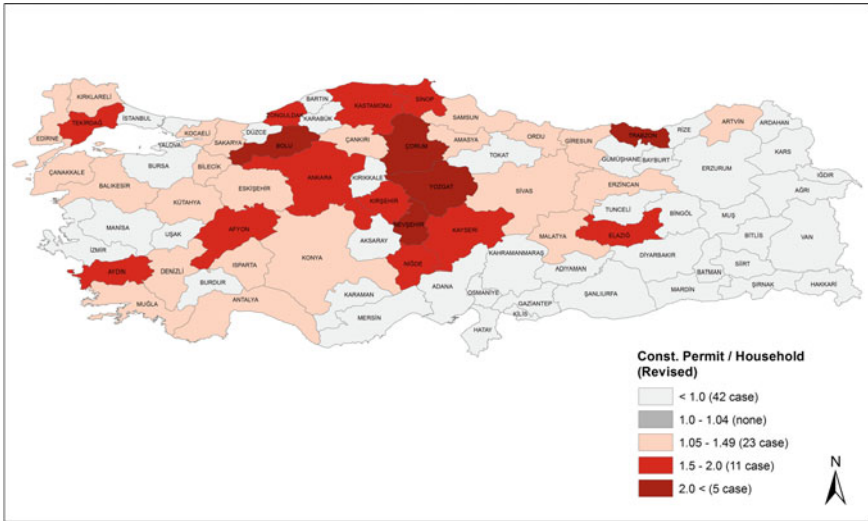 KIRKLARELİ
TEKİRDAĞ
İSTANBUL
EDİRNE
KOCAELİ
YALOVA
SAKARYA
DÜZCE
ZONGULDAK
BARTIN
KARABÜK
KASTAMONU
SİNOP
SAMSUN
ORDU
GİRESUN
TRABZON
RİZE
ARTVİN
ARDAHAN
KARS
IĞDIR
AĞRI
BOLU
ÇANKIRI
ÇORUM
AMASYA
TOKAT
GÜMÜŞHANE
BAYBURT
ERZURUM
ÇANAKKALE
BALIKESİR
BURSA
BİLECİK
ESKİŞEHİR
ANKARA
KIRIKKALE
YOZGAT
SİVAS
ERZİNCAN
TUNCELİ
BİNGÖL
MUŞ
BİTLİS
VAN
KÜTAHYA
MANİSA
UŞAK
AFYON
KIRŞEHİR
NEVŞEHİR
KAYSERİ
MALATYA
ELAZIĞ
DİYARBAKIR
BATMAN
SİİRT
ŞIRNAK
HAKKARİ
İZMİR
AYDIN
DENİZLİ
ISPARTA
BURDUR
KONYA
AKSARAY
NİĞDE
KAHRAMANMARAŞ
ADIYAMAN
ŞANLIURFA
MARDİN
MUĞLA
ANTALYA
KARAMAN
MERSİN
ADANA
OSMANİYE
GAZİANTEP
KİLİS
HATAY
Const. Permit / Household
(Revised)
< 1.0 (42 case)
1.0 - 1.04 (none)
1.05 - 1.49 (23 case)
1.5 - 2.0 (11 case)
2.0 < (5 case)
N